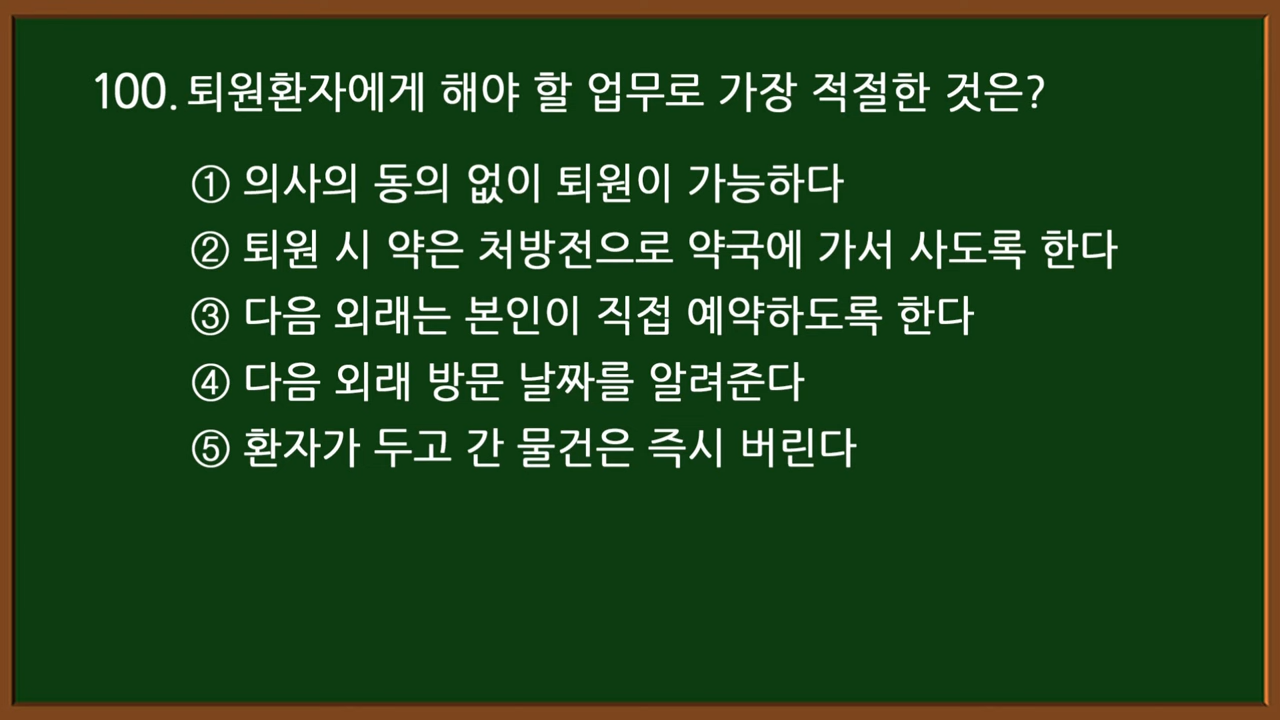 100. 퇴원환자에게 해야 할 업무로 가장 적절한 것은?
① 의사의 동의 없이 퇴원이 가능하다
② 퇴원 시 약은 처방전으로 약국에 가서 사도록 한다
③ 다음 외래는 본인이 직접 예약하도록 한다
④ 다음 외래 방문 날짜를 알려준다
⑤ 환자가 두고 간 물건은 즉시 버린다